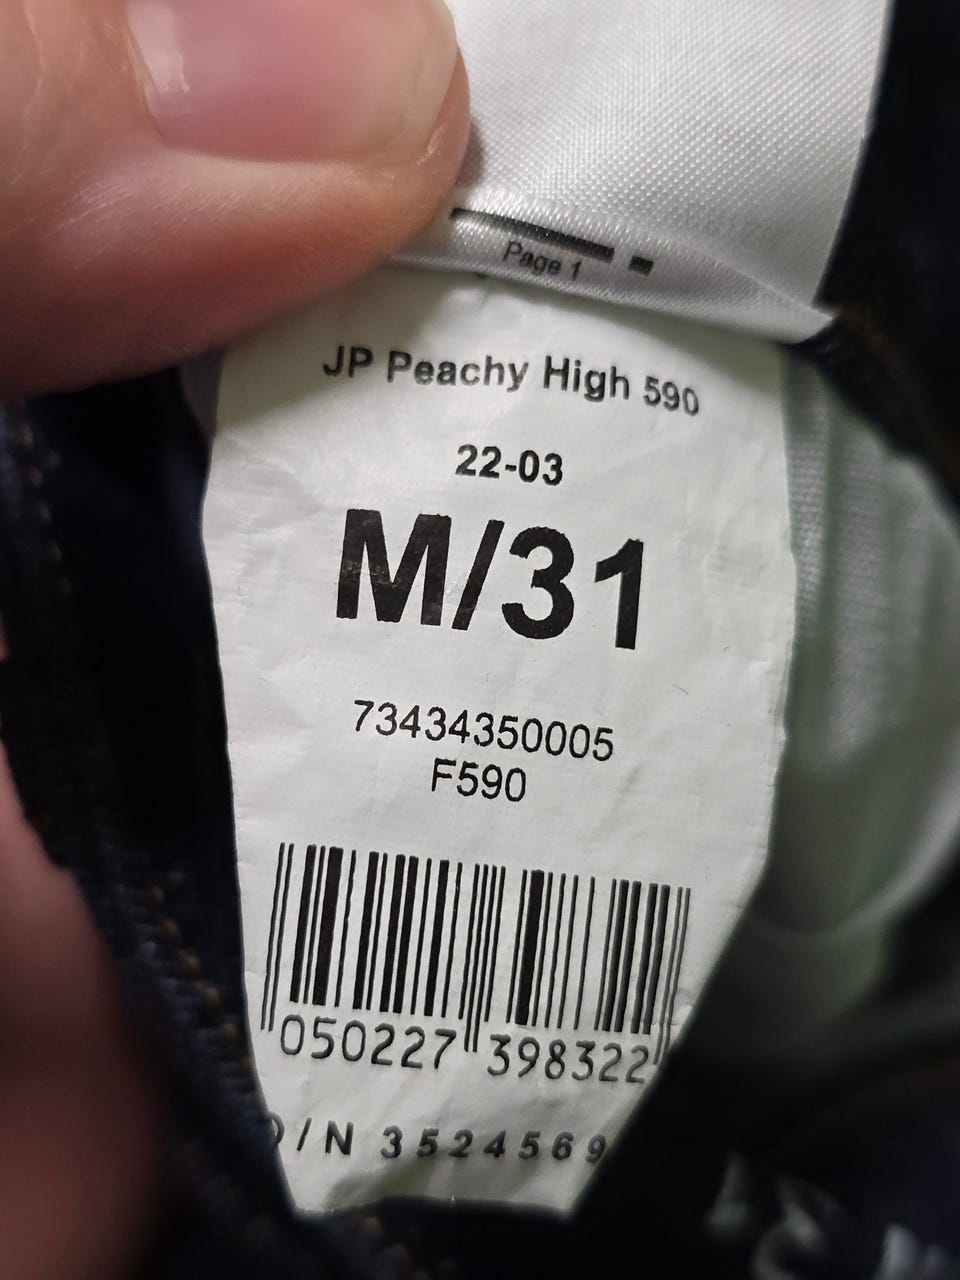 Page 1
JP Peachy High 590
22-03
M/31
73434350005
F590
050227 398322
/N 3524569